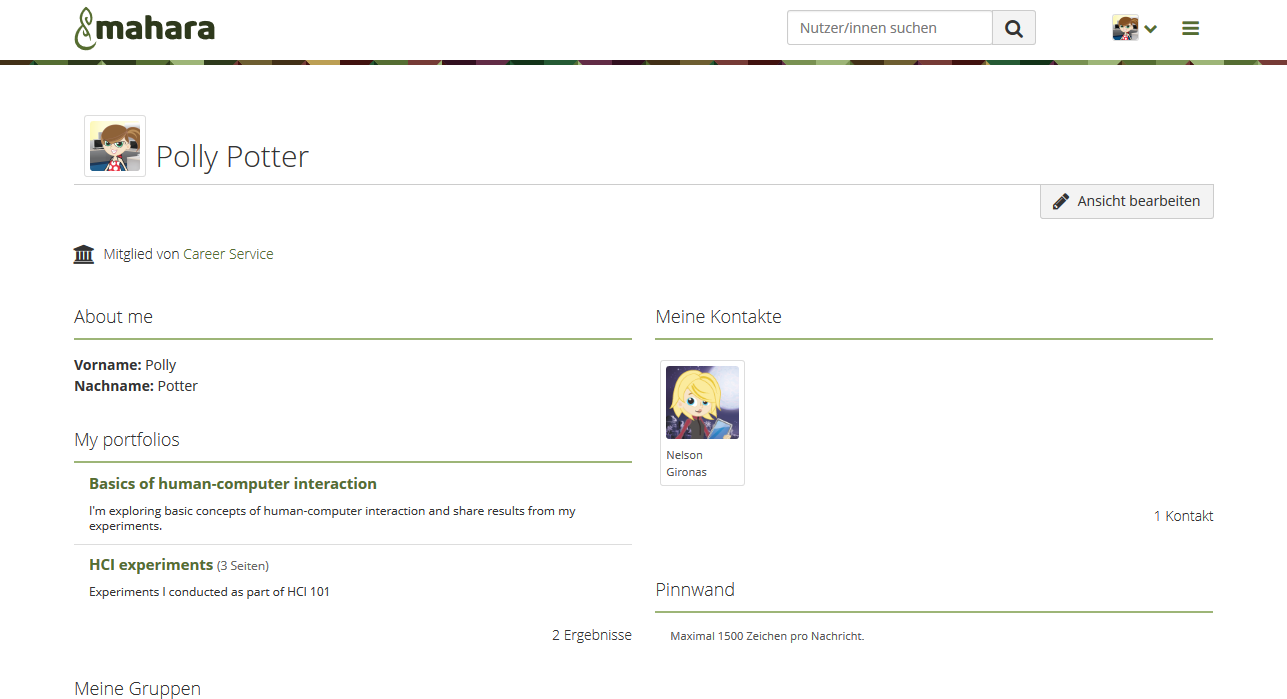 mahara
Nutzer/innen suchen
Polly Potter
Ansicht bearbeiten
Mitglied von Career Service
About me
Vorname: Polly
Nachname: Potter
My portfolios
Basics of human-computer interaction
I'm exploring basic concepts of human-computer interaction and share results from my
experiments.
HCI experiments (3 Seiten)
Experiments I conducted as part of HCI 101
2 Ergebnisse
Meine Gruppen
Meine Kontakte
Nelson
Gironas
1 Kontakt
Pinnwand
Maximal 1500 Zeichen pro Nachricht.